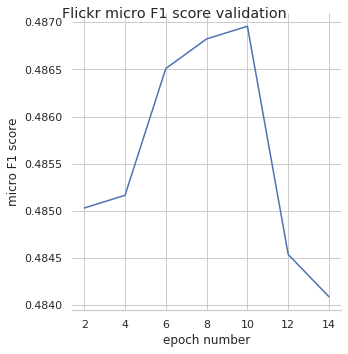 Flickr micro F1 score validation
0.4870
0.4865
0.4860
0.4855
0.4850
0.4845
0.4840
micro F1 score
2 4 6 8 10 12 14
epoch number